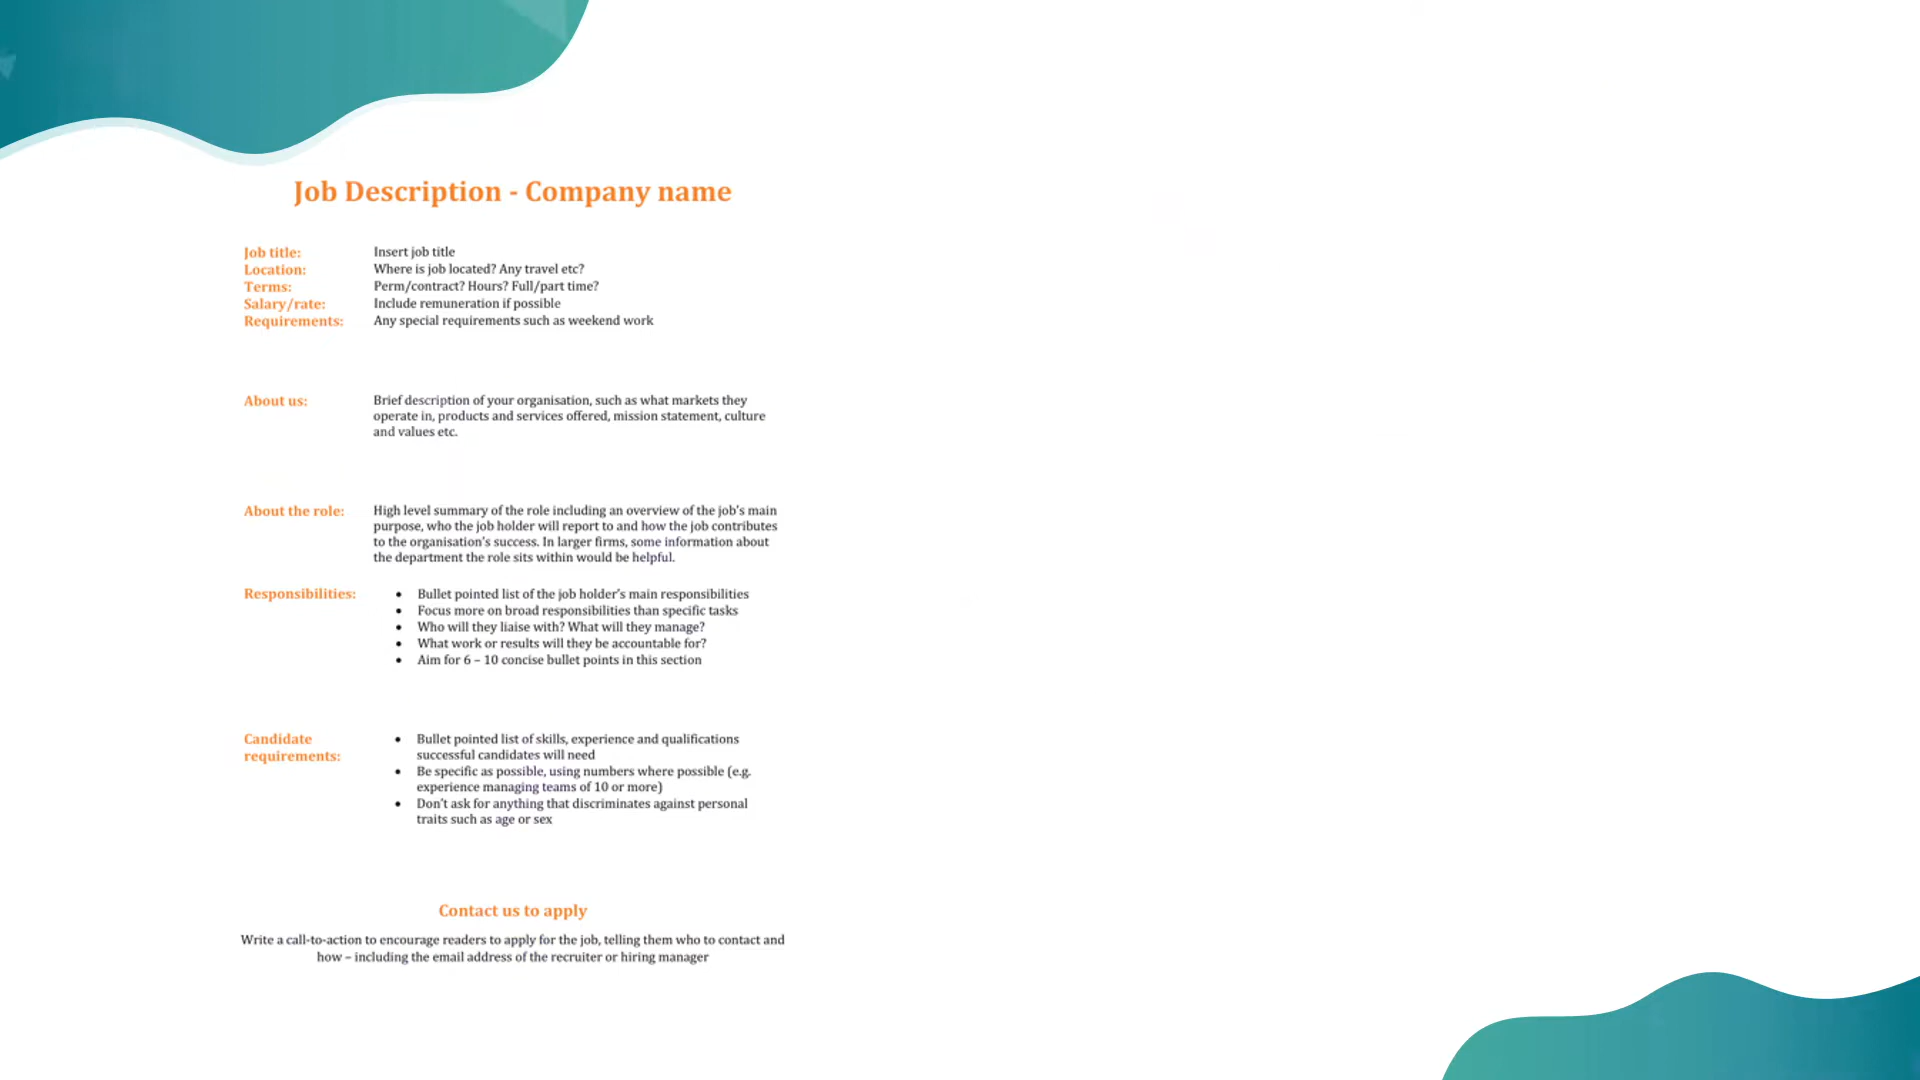 Job Description - Company name
Job title: Insert job title
Location: Where is job located? Any travel etc?
Terms: Perm/contract? Hours? Full/part time?
Salary/rate: Include remuneration if possible
Requirements: Any special requirements such as weekend work
About us: Brief description of your organisation, such as what markets they
operate in, products and services offered, mission statement, culture
and values etc.
About the role: High level summary of the role including an overview of the job's main
purpose, who the job holder will report to and how the job contributes
to the organisation's success. In larger firms, some information about
the department the role sits within would be helpful.
Responsibilities: • Bullet pointed list of the job holder's main responsibilities
• Focus more on broad responsibilities than specific tasks
• Who will they liaise with? What will they manage?
• What work or results will they be accountable for?
• Aim for 6 – 10 concise bullet points in this section
Candidate • Bullet pointed list of skills, experience and qualifications
requirements: successful candidates will need
• Be specific as possible, using numbers where possible (e.g.
experience managing teams of 10 or more)
• Don't ask for anything that discriminates against personal
traits such as age or sex
Contact us to apply
Write a call-to-action to encourage readers to apply for the job, telling them who to contact and
how – including the email address of the recruiter or hiring manager